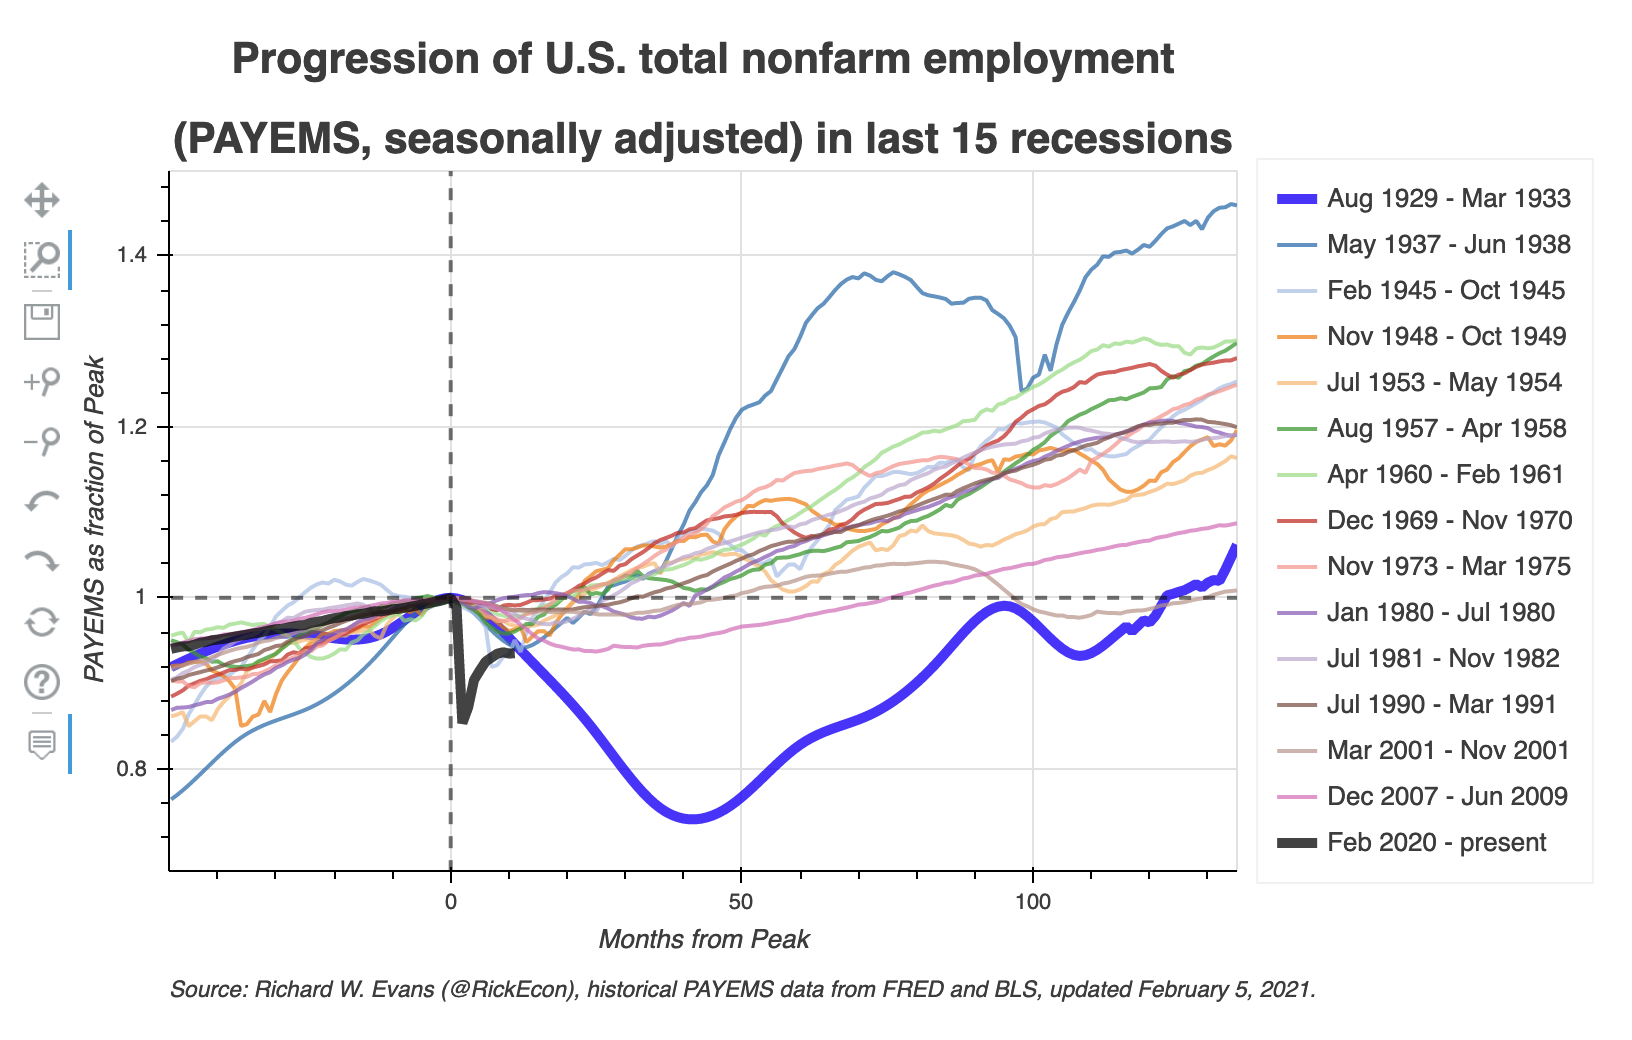 Progression of U.S. total nonfarm employment
(PAYEMS, seasonally adjusted) in last 15 recessions
PAYEMS as fraction of Peak
1.4
1.2
1
0.8
0
50
100
Months from Peak
Aug 1929 - Mar 1933
May 1937 - Jun 1938
Feb 1945 - Oct 1945
Nov 1948 - Oct 1949
Jul 1953 - May 1954
Aug 1957 - Apr 1958
Apr 1960 - Feb 1961
Dec 1969 - Nov 1970
Nov 1973 - Mar 1975
Jan 1980 - Jul 1980
Jul 1981 - Nov 1982
Jul 1990 - Mar 1991
Mar 2001 - Nov 2001
Dec 2007 - Jun 2009
Feb 2020 - present
Source: Richard W. Evans (@RickEcon), historical PAYEMS data from FRED and BLS, updated February 5, 2021.